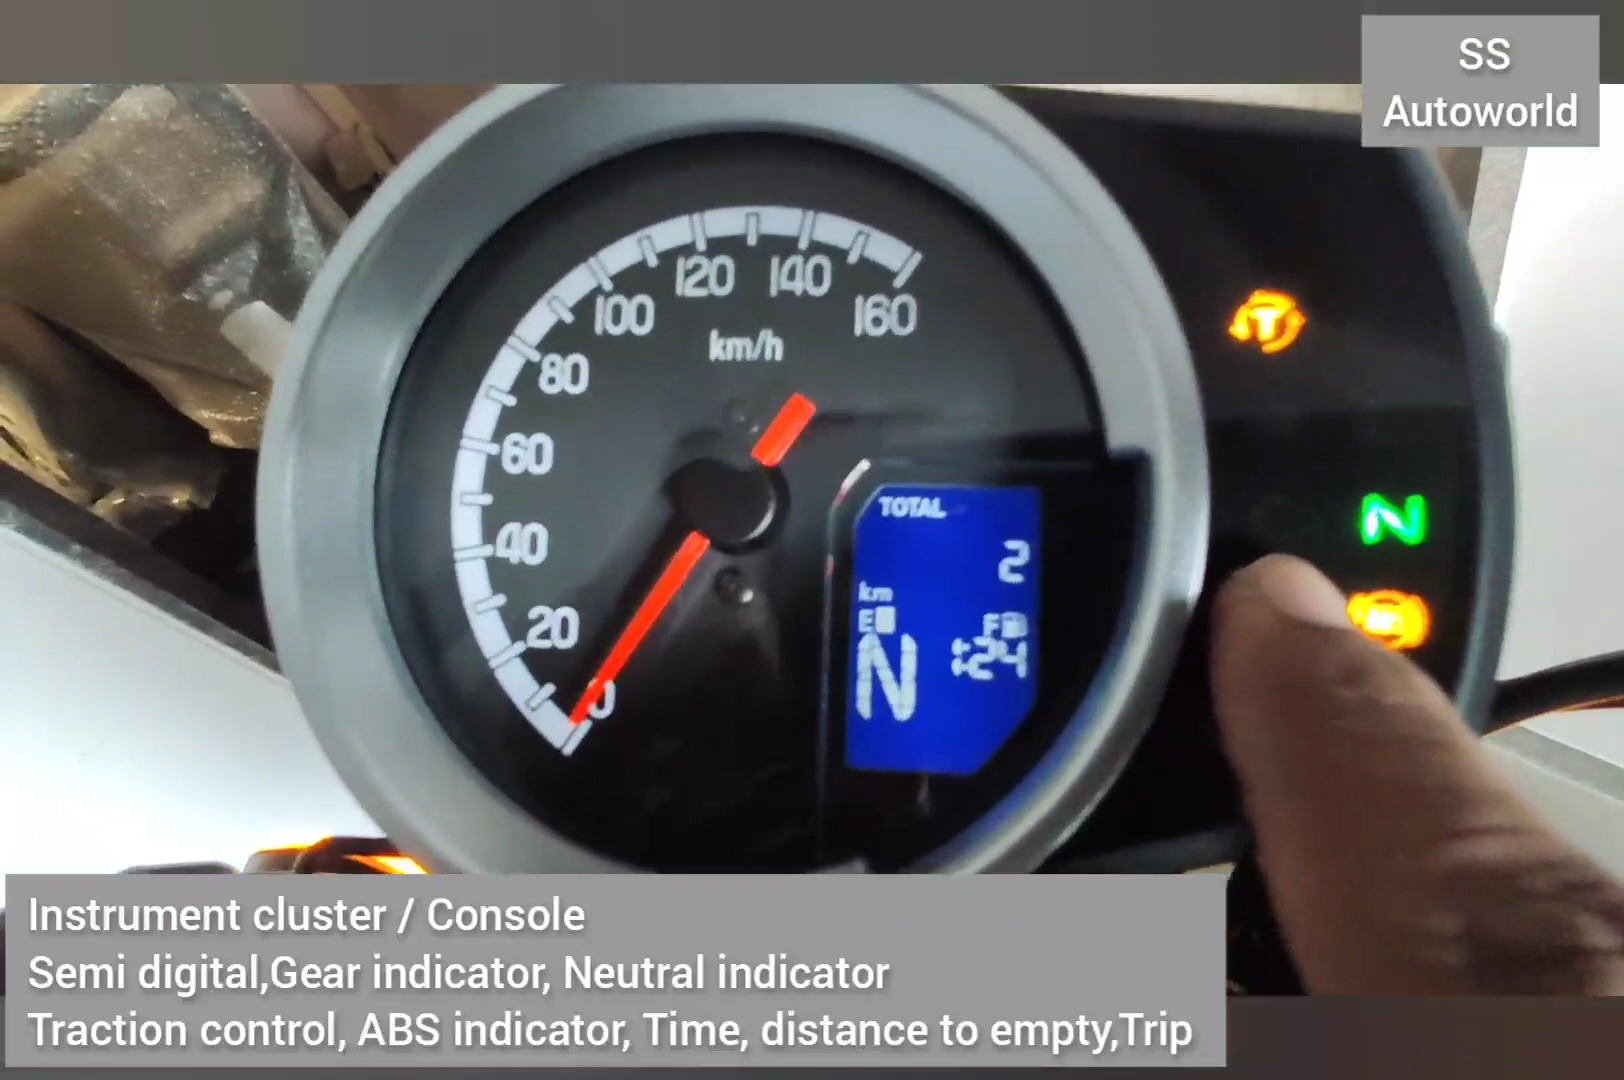 SS
Autoworld
120
140
100
160
km/h
80
60
40
20
0
TOTAL
2
km
E
F
N
:24
T
N
Instrument cluster / Console
Semi digital,Gear indicator, Neutral indicator
Traction control, ABS indicator, Time, distance to empty,Trip